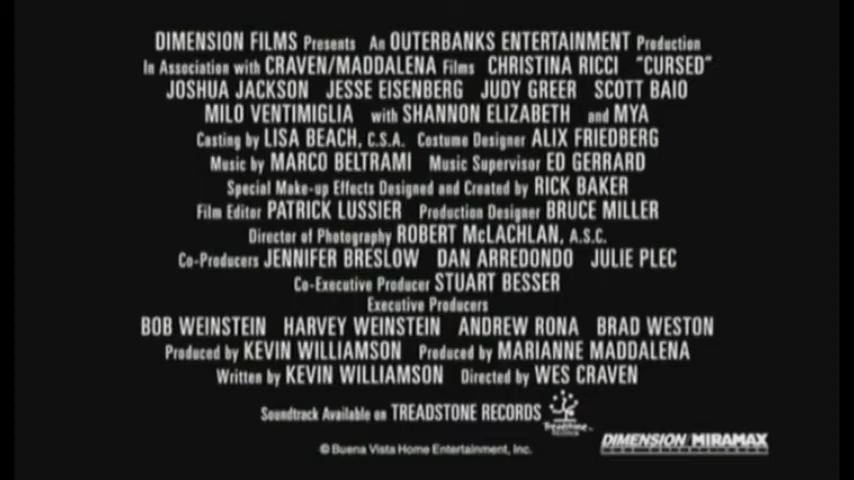 DIMENSION FILMS Presents An OUTERBANKS ENTERTAINMENT Production
In Association with CRAVEN/MADDALENA Films CHRISTINA RICCI "CURSED"
JOSHUA JACKSON JESSE EISENBERG JUDY GREER SCOTT BAIO
MILO VENTIMIGLIA with SHANNON ELIZABETH and MYA
Casting by LISA BEACH, C.S.A. Costume Designer ALIX FRIEDBERG
Music by MARCO BELTRAMI Music Supervisor ED GERRARD
Special Make-up Effects Designed and Created by RICK BAKER
Film Editor PATRICK LUSSIER Production Designer BRUCE MILLER
Director of Photography ROBERT McLACHLAN, A.S.C.
Co-Producers JENNIFER BRESLOW DAN ARREDONDO JULIE PLEC
Co-Executive Producer STUART BESSER
Executive Producers
BOB WEINSTEIN HARVEY WEINSTEIN ANDREW RONA BRAD WESTON
Produced by KEVIN WILLIAMSON Produced by MARIANNE MADDALENA
Written by KEVIN WILLIAMSON Directed by WES CRAVEN
Soundtrack Available on TREADSTONE RECORDS
Treadstone
© Buena Vista Home Entertainment, Inc.
DIMENSION MIRAMAX